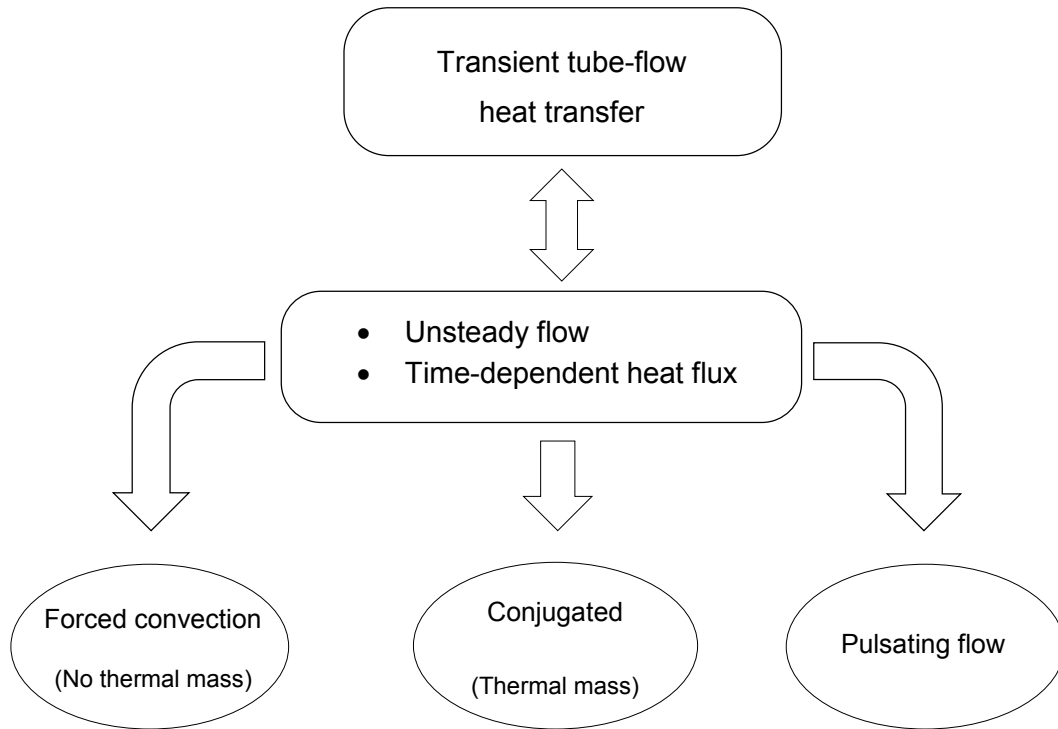 Transient tube-flow
heat transfer
• Unsteady flow
• Time-dependent heat flux
Forced convection
(No thermal mass)
Conjugated
(Thermal mass)
Pulsating flow